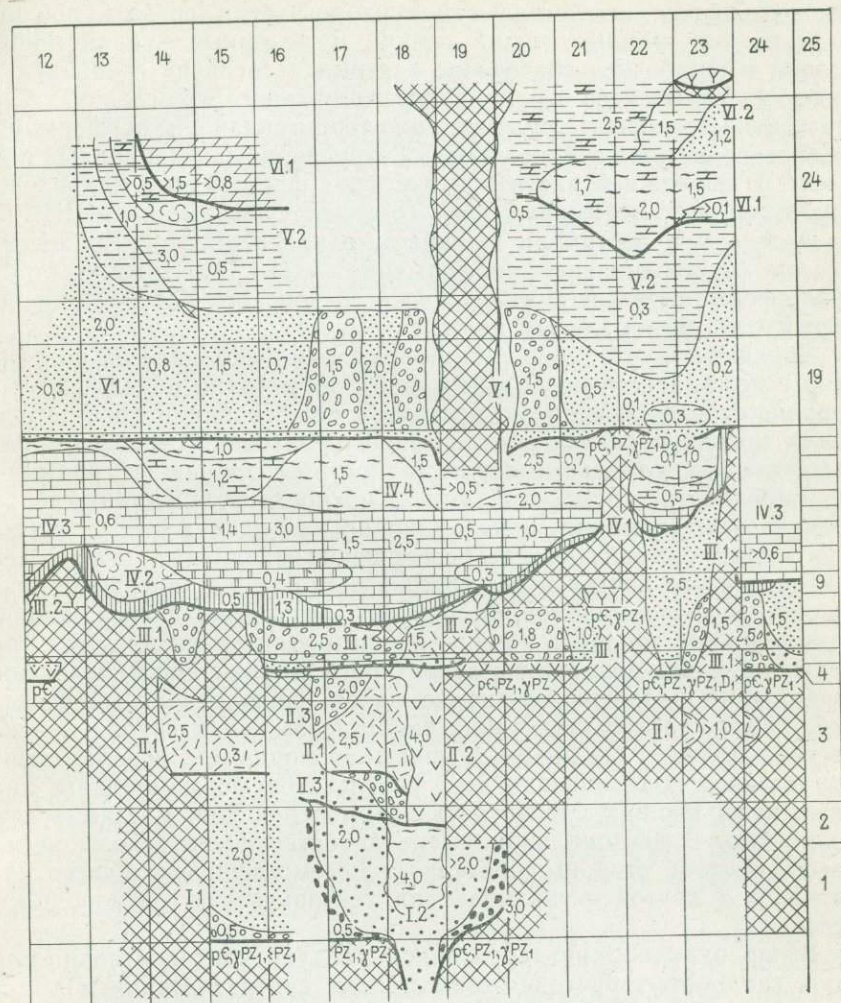 12 13 14 15 16 17 18 19 20 21 22 23 24 25
VI.2
2,5 1,5 >1,2
VI.1
>0,5 >1,5 >0,8
1,7 1,5 24
1,0 0,5 2,0 >0,1 VI.1
V.2
3,0 0,5
V.2
0,3
2,0
0,8 1,5 0,7 1,5 2,0 1,5 0,5 0,2 19
>0,3 V.1 V.1 0,1
0,3
1,0 1,5 1,5 2,5 0,7 p€, PZ, γPZ, D₂C₂
0,1-1,0
1,2 IV.4 >0,5 2,0 0,5
IV.3 0,6 1,4 3,0 1,5 2,5 0,5 1,0 IV.1 IV.3
III.1 >0,6
IV.2 0,4 0,3 2,5 9
III.2 0,5 1,3 0,3 III.2 p€,γPZ₁
III.1 2,5 III.1 1,5 1,8 ~1,0 1,5 2,5 1,5
III.1 III.1
p€ p€,PZ₁,γPZ₁ p€,PZ₁,γPZ₁,D₁ p€,γPZ₁ 4
2,0
II.3
II.1 2,5 II.1 2,5 4,0 II.2 II.1 >1,0 3
0,3
II.3
2
2,0 2,0 >4,0 >2,0
1
I.1 I.2 3,0
0,5 0,5
p€,γPZ₁,ξPZ₁ PZ₁,γPZ₁ p€,PZ₁,γPZ₁